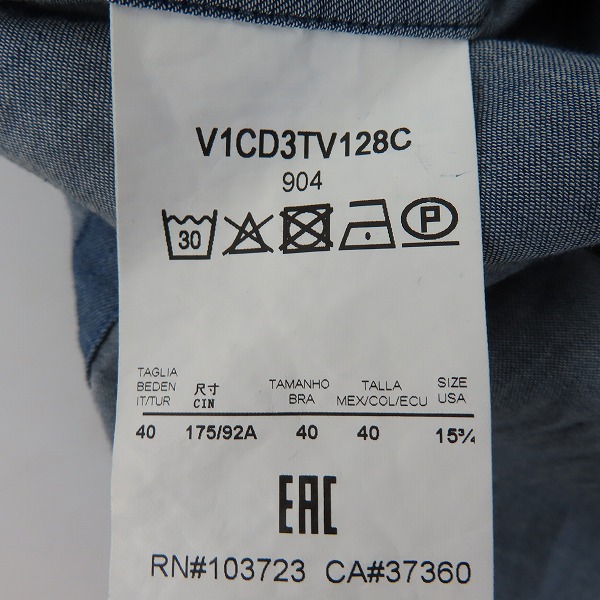 V1CD3TV128C
904
30 P
TAGLIA BEDEN IT/TUR 尺寸 CIN TAMANHO BRA TALLA MEX/COL/ECU SIZE USA
40 175/92A 40 40 15¾
EAC
RN#103723 CA#37360